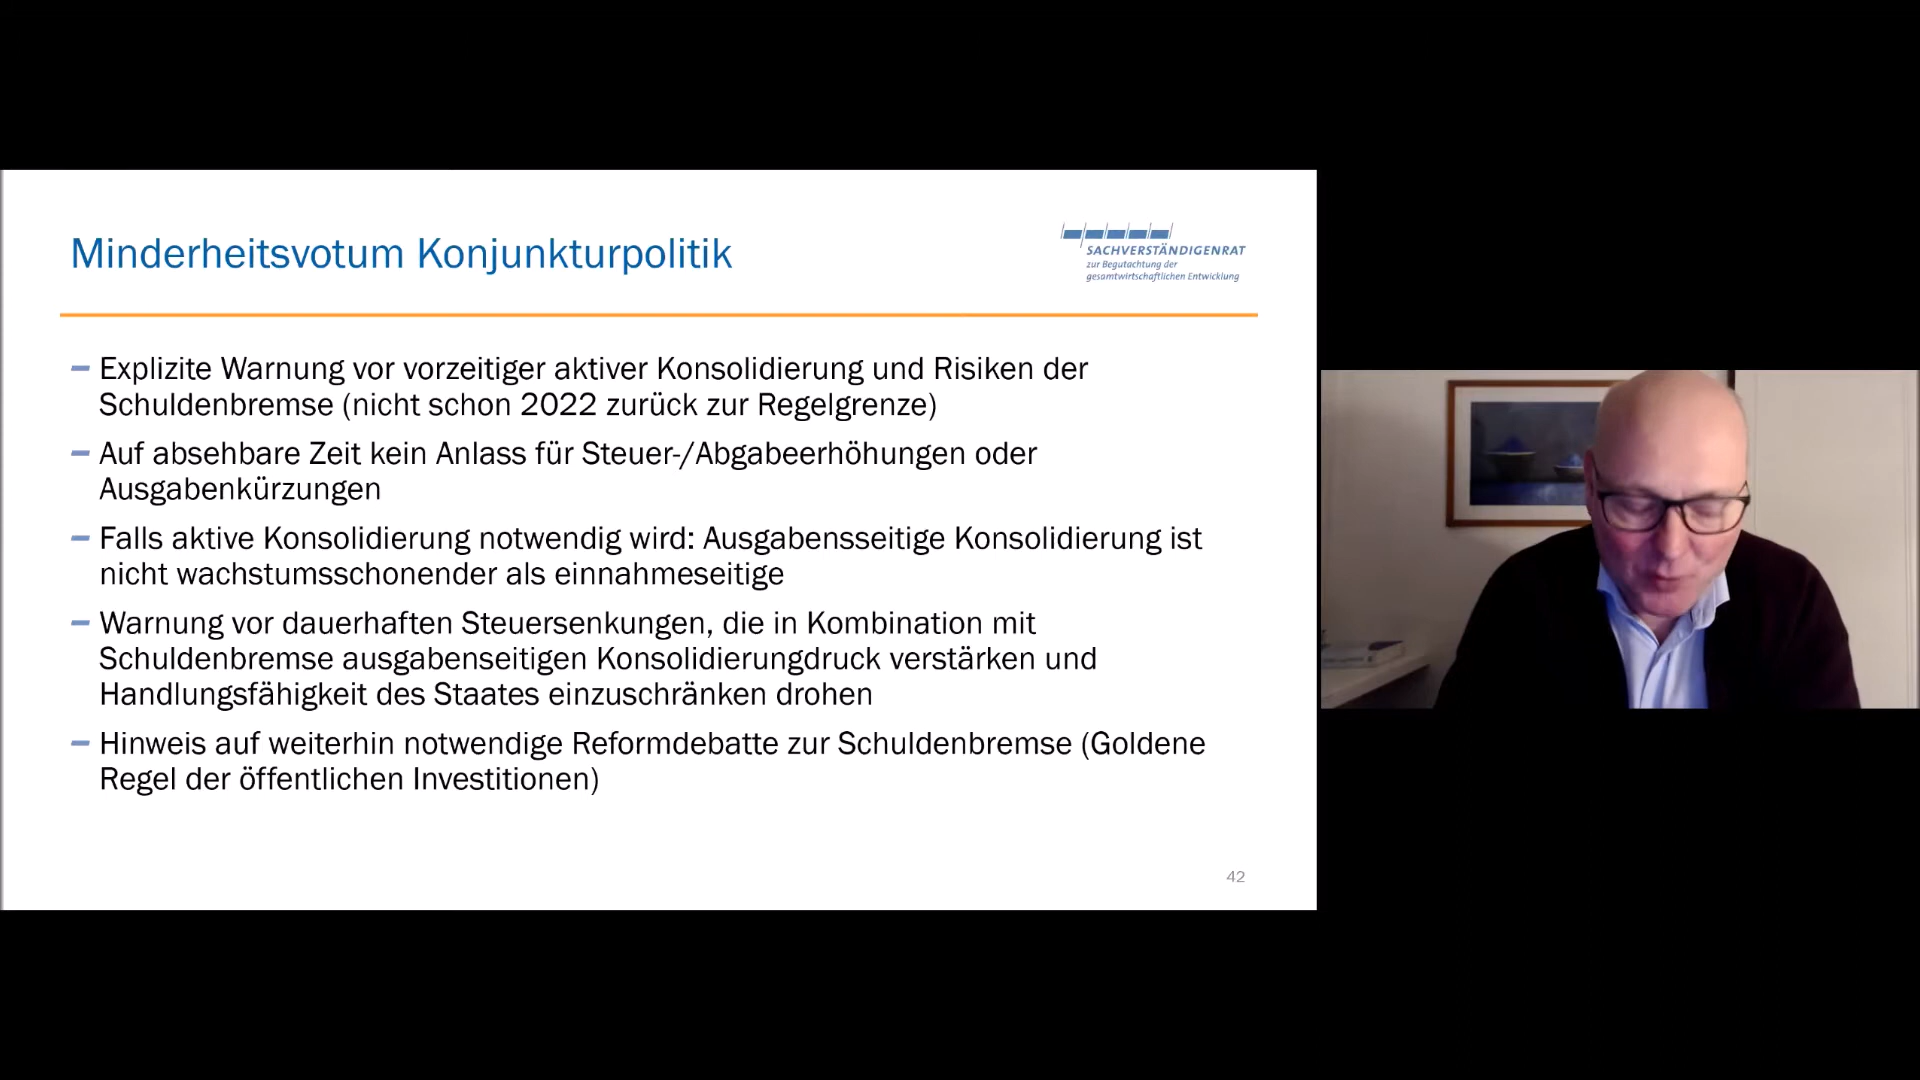 Minderheitsvotum Konjunkturpolitik
SACHVERSTÄNDIGENRAT
zur Begutachtung der
gesamtwirtschaftlichen Entwicklung
– Explizite Warnung vor vorzeitiger aktiver Konsolidierung und Risiken der
Schuldenbremse (nicht schon 2022 zurück zur Regelgrenze)
– Auf absehbare Zeit kein Anlass für Steuer-/Abgabeerhöhungen oder
Ausgabenkürzungen
– Falls aktive Konsolidierung notwendig wird: Ausgabensseitige Konsolidierung ist
nicht wachstumsschonender als einnahmeseitige
– Warnung vor dauerhaften Steuersenkungen, die in Kombination mit
Schuldenbremse ausgabenseitigen Konsolidierungdruck verstärken und
Handlungsfähigkeit des Staates einzuschränken drohen
– Hinweis auf weiterhin notwendige Reformdebatte zur Schuldenbremse (Goldene
Regel der öffentlichen Investitionen)
42